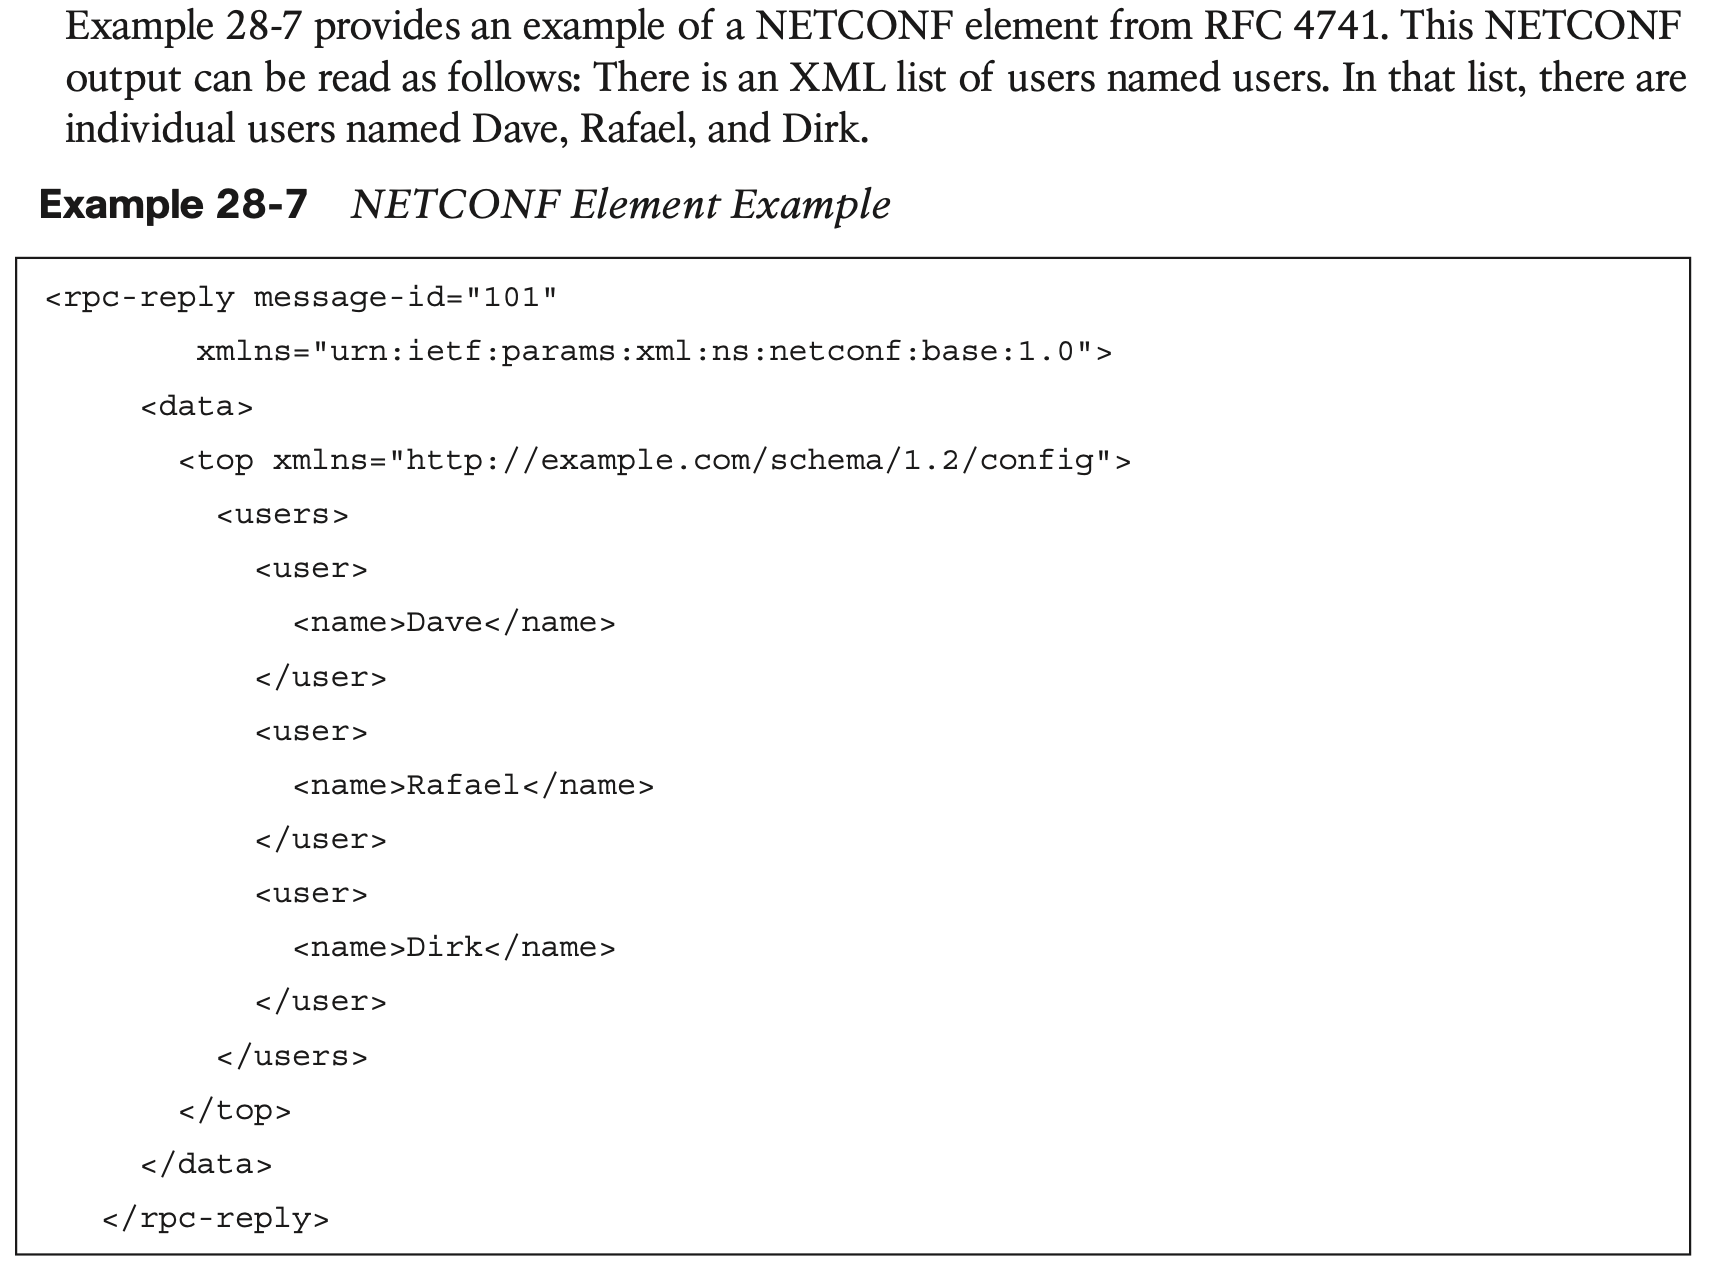 Example 28-7 provides an example of a NETCONF element from RFC 4741. This NETCONF
output can be read as follows: There is an XML list of users named users. In that list, there are
individual users named Dave, Rafael, and Dirk.
Example 28-7 NETCONF Element Example
<rpc-reply message-id="101"
xmlns="urn:ietf:params:xml:ns:netconf:base:1.0">
<data>
<top xmlns="http://example.com/schema/1.2/config">
<users>
<user>
<name>Dave</name>
</user>
<user>
<name>Rafael</name>
</user>
<user>
<name>Dirk</name>
</user>
</users>
</top>
</data>
</rpc-reply>